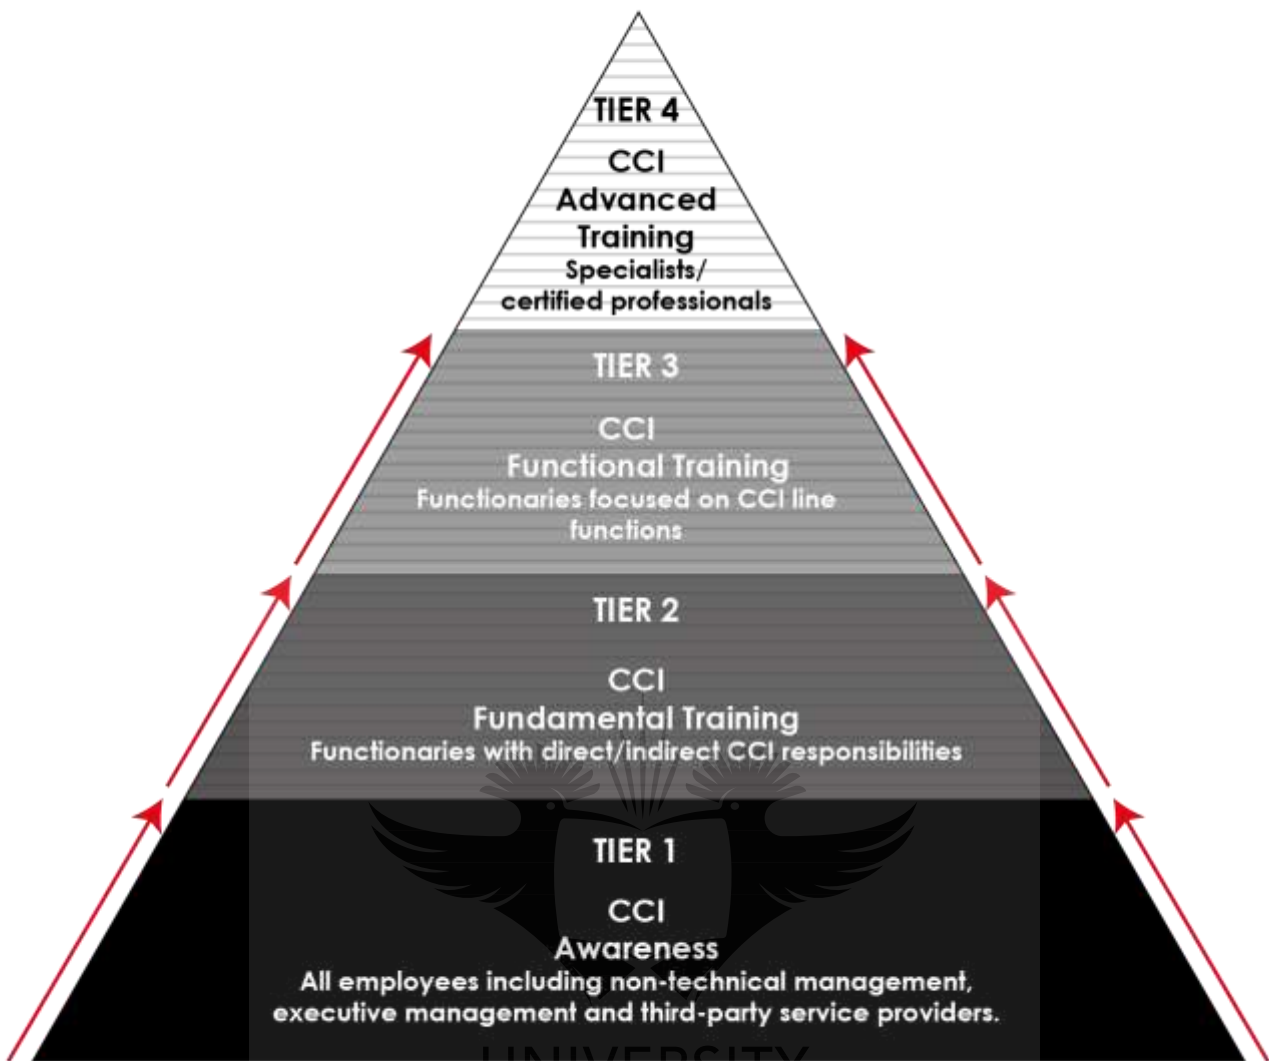 TIER 4
CCI
Advanced
Training
Specialists/
certified professionals
TIER 3
CCI
Functional Training
Functionaries focused on CCI line
functions
TIER 2
CCI
Fundamental Training
Functionaries with direct/indirect CCI responsibilities
TIER 1
CCI
Awareness
All employees including non-technical management,
executive management and third-party service providers.
UNIVERSITY